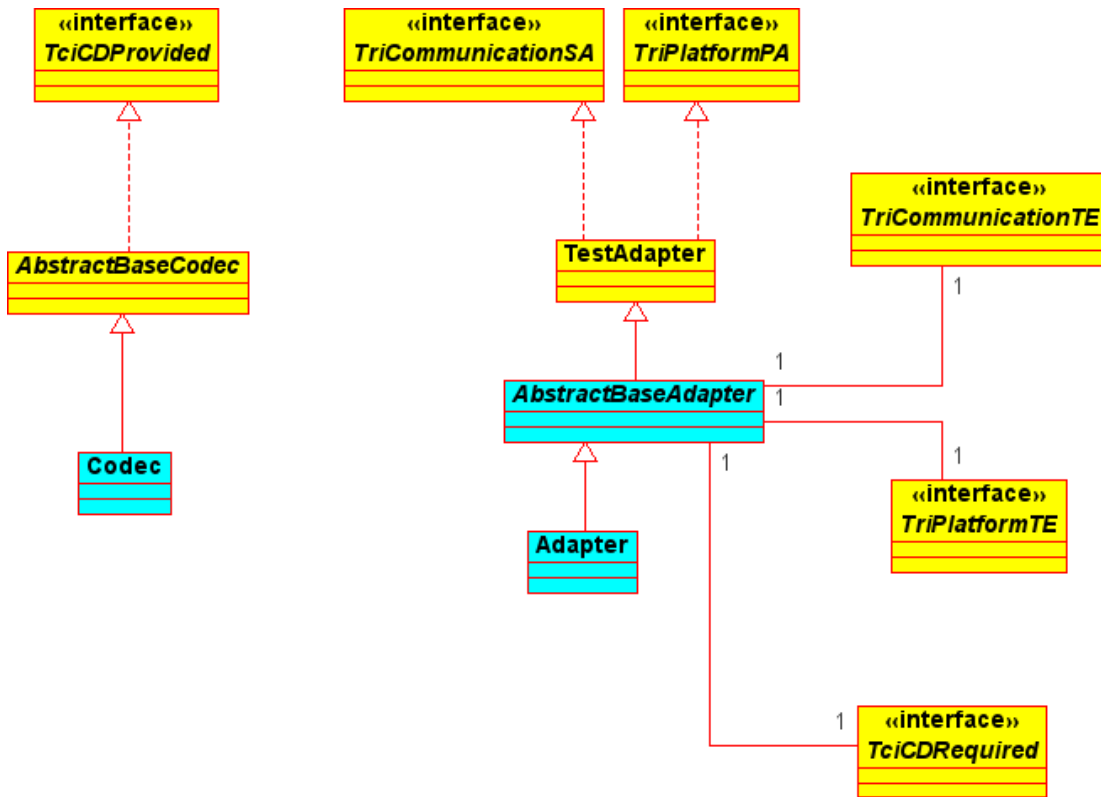 «interface»
TciCDProvided
«interface»
TriCommunicationSA
«interface»
TriPlatformPA
«interface»
TriCommunicationTE
AbstractBaseCodec
TestAdapter
1
1
AbstractBaseAdapter
1
Codec
1
1
«interface»
TriPlatformTE
Adapter
1
«interface»
TciCDRequired